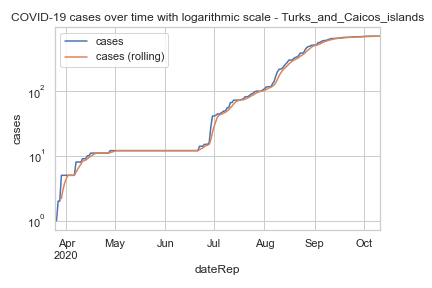 COVID-19 cases over time with logarithmic scale - Turks_and_Caicos_islands
cases
cases (rolling)
cases
10²
10¹
10⁰
Apr
2020
May
Jun
Jul
Aug
Sep
Oct
dateRep